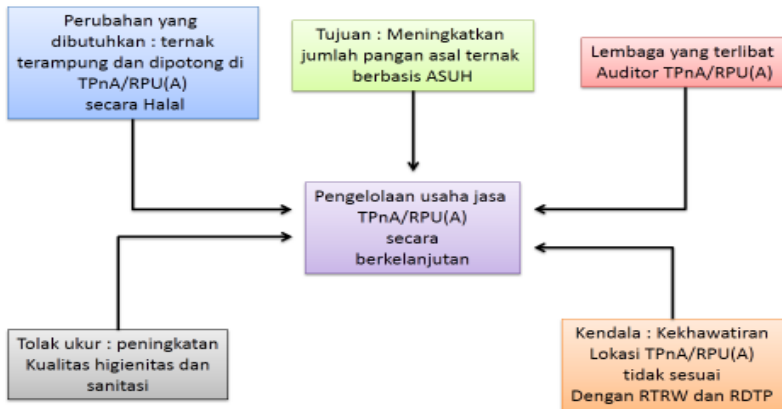 Perubahan yang
dibutuhkan : ternak
terampung dan dipotong di
TPnA/RPU(A)
secara Halal
Tujuan : Meningkatkan
jumlah pangan asal ternak
berbasis ASUH
Lembaga yang terlibat
Auditor TPnA/RPU(A)
Pengelolaan usaha jasa
TPnA/RPU(A)
secara
berkelanjutan
Tolak ukur : peningkatan
Kualitas higienitas dan
sanitasi
Kendala : Kekhawatiran
Lokasi TPnA/RPU(A)
tidak sesuai
Dengan RTRW dan RDTP